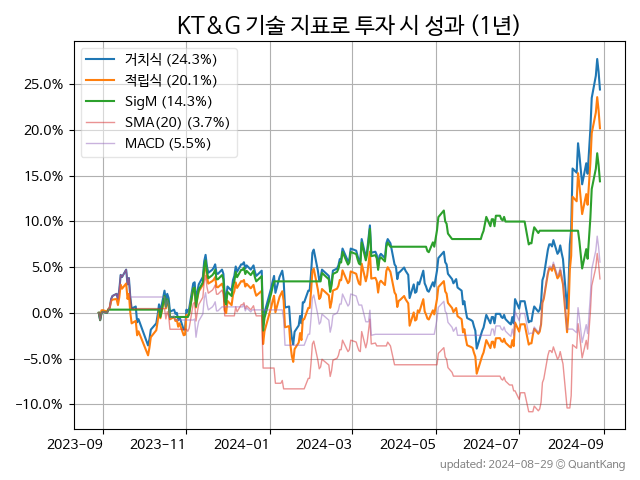 KT&G 기술 지표로 투자 시 성과 (1년)
거치식 (24.3%)
적립식 (20.1%)
SigM (14.3%)
SMA(20) (3.7%)
MACD (5.5%)
25.0%
20.0%
15.0%
10.0%
5.0%
0.0%
−5.0%
−10.0%
2023-09 2023-11 2024-01 2024-03 2024-05 2024-07 2024-09
updated: 2024-08-29 © QuantKang